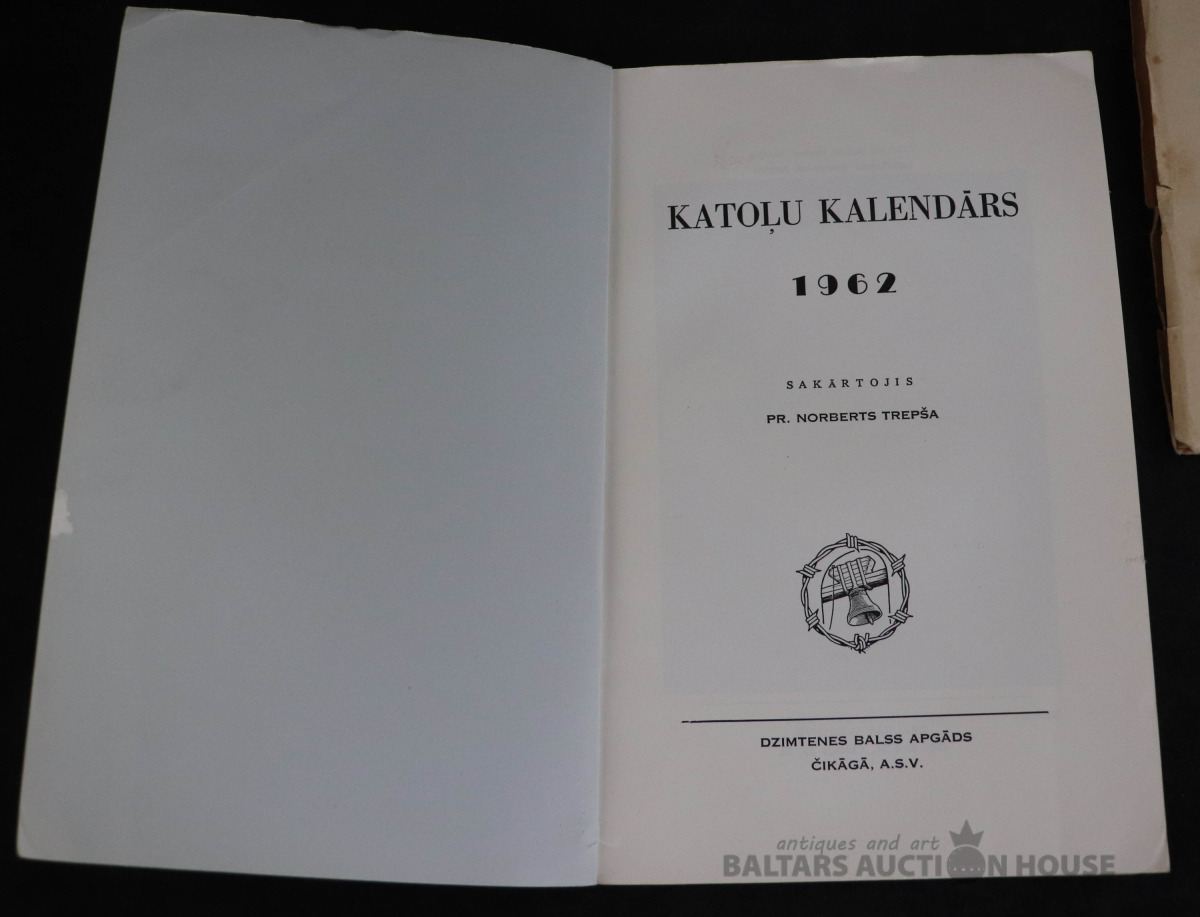 KATOĻU KALENDĀRS
1962
SAKĀRTOJIS
PR. NORBERTS TREPŠA
DZIMTENES BALSS APGĀDS
ČIKĀGĀ, A.S.V.
antiques and art
BALTARS AUCTION HOUSE